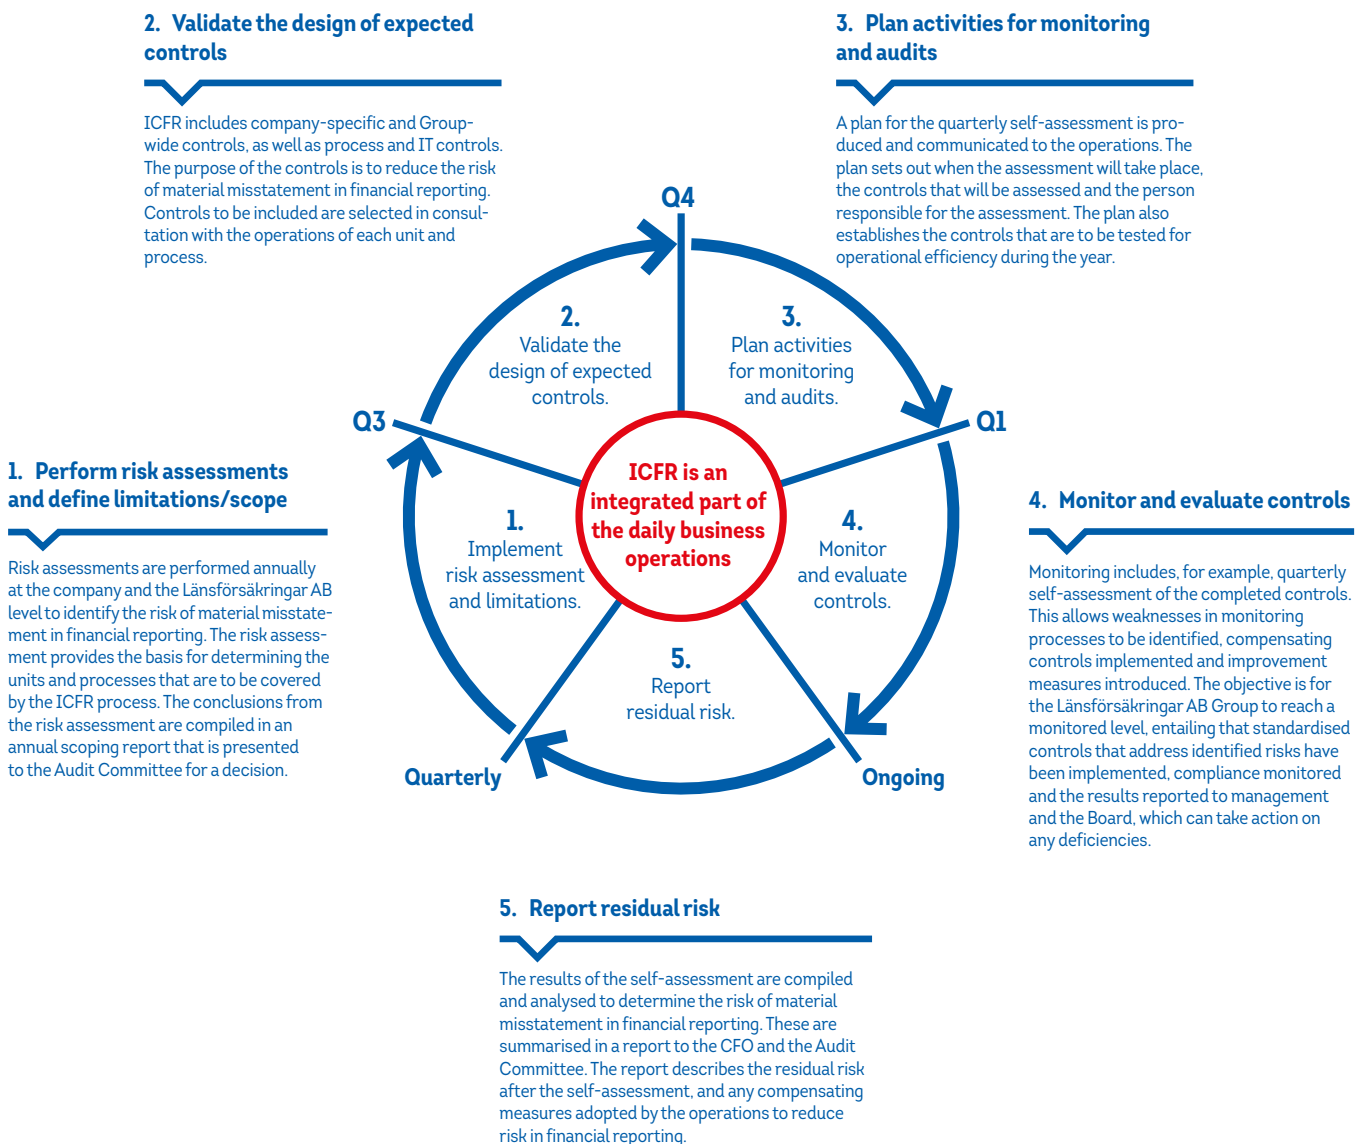 2. Validate the design of expected
controls
ICFR includes company-specific and Group-
wide controls, as well as process and IT controls.
The purpose of the controls is to reduce the risk
of material misstatement in financial reporting.
Controls to be included are selected in consul-
tation with the operations of each unit and
process.
3. Plan activities for monitoring
and audits
A plan for the quarterly self-assessment is pro-
duced and communicated to the operations. The
plan sets out when the assessment will take place,
the controls that will be assessed and the person
responsible for the assessment. The plan also
establishes the controls that are to be tested for
operational efficiency during the year.
Q4
2.
Validate the
design of expected
controls.
3.
Plan activities
for monitoring
and audits.
Q3
Q1
ICFR is an
integrated part of
the daily business
operations
1. Perform risk assessments
and define limitations/scope
Risk assessments are performed annually
at the company and the Länsförsäkringar AB
level to identify the risk of material misstate-
ment in financial reporting. The risk assess-
ment provides the basis for determining the
units and processes that are to be covered
by the ICFR process. The conclusions from
the risk assessment are compiled in an
annual scoping report that is presented
to the Audit Committee for a decision.
1.
Implement
risk assessment
and limitations.
4.
Monitor
and evaluate
controls.
4. Monitor and evaluate controls
Monitoring includes, for example, quarterly
self-assessment of the completed controls.
This allows weaknesses in monitoring
processes to be identified, compensating
controls implemented and improvement
measures introduced. The objective is for
the Länsförsäkringar AB Group to reach a
monitored level, entailing that standardised
controls that address identified risks have
been implemented, compliance monitored
and the results reported to management
and the Board, which can take action on
any deficiencies.
5.
Report
residual risk.
Quarterly
Ongoing
5. Report residual risk
The results of the self-assessment are compiled
and analysed to determine the risk of material
misstatement in financial reporting. These are
summarised in a report to the CFO and the Audit
Committee. The report describes the residual risk
after the self-assessment, and any compensating
measures adopted by the operations to reduce
risk in financial reporting.